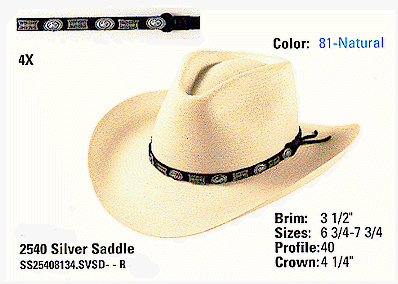 Color: 81-Natural
4X
Brim: 3 1/2"
Sizes: 6 3/4-7 3/4
Profile:40
Crown:4 1/4"
2540 Silver Saddle
SS25408134.SVSD- - R